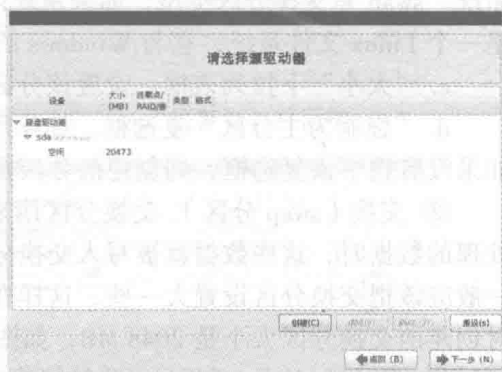 请选择源驱动器
设备 大小(MB) 挂载点/RAID/卷 类型 格式
硬盘驱动器
sda
空闲 20473
创建(C) 重设(s)
返回(B) 下一步(N)